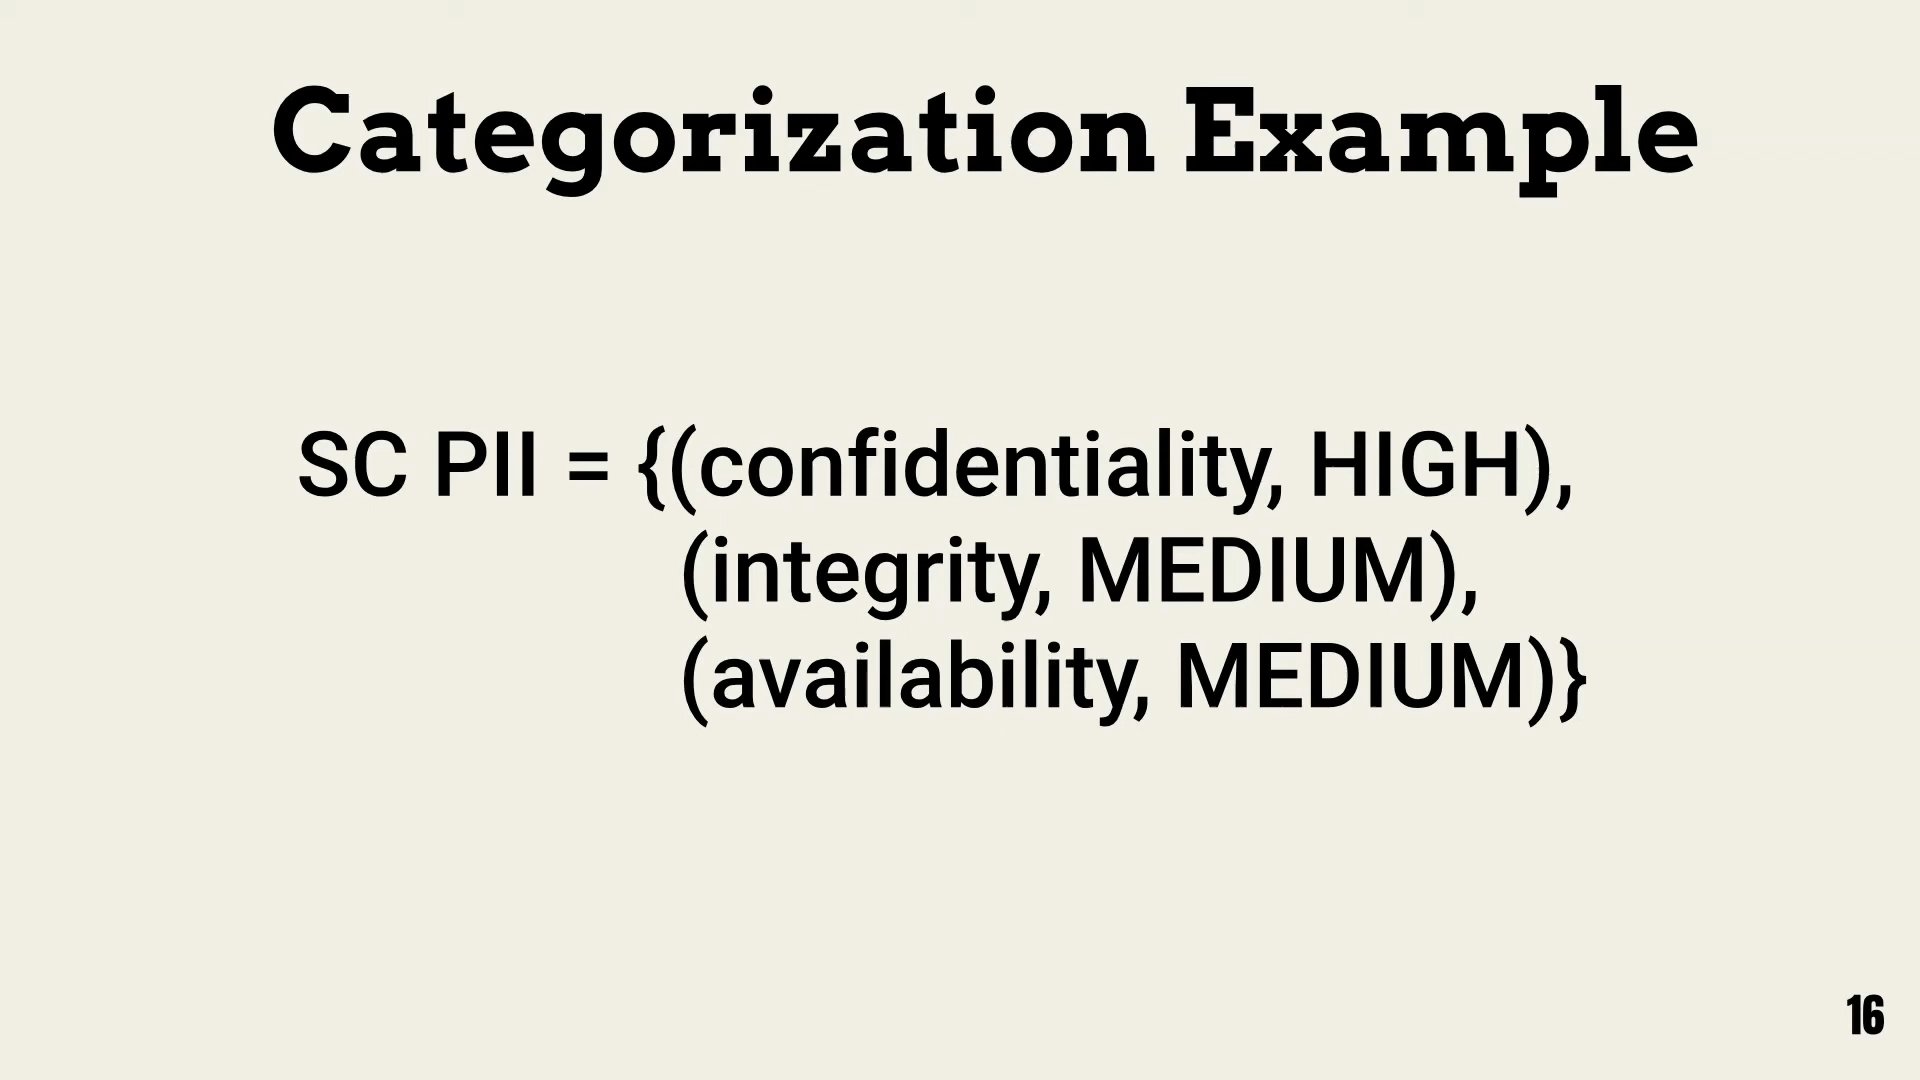 Categorization Example
SC PII = {(confidentiality, HIGH),
(integrity, MEDIUM),
(availability, MEDIUM)}
16